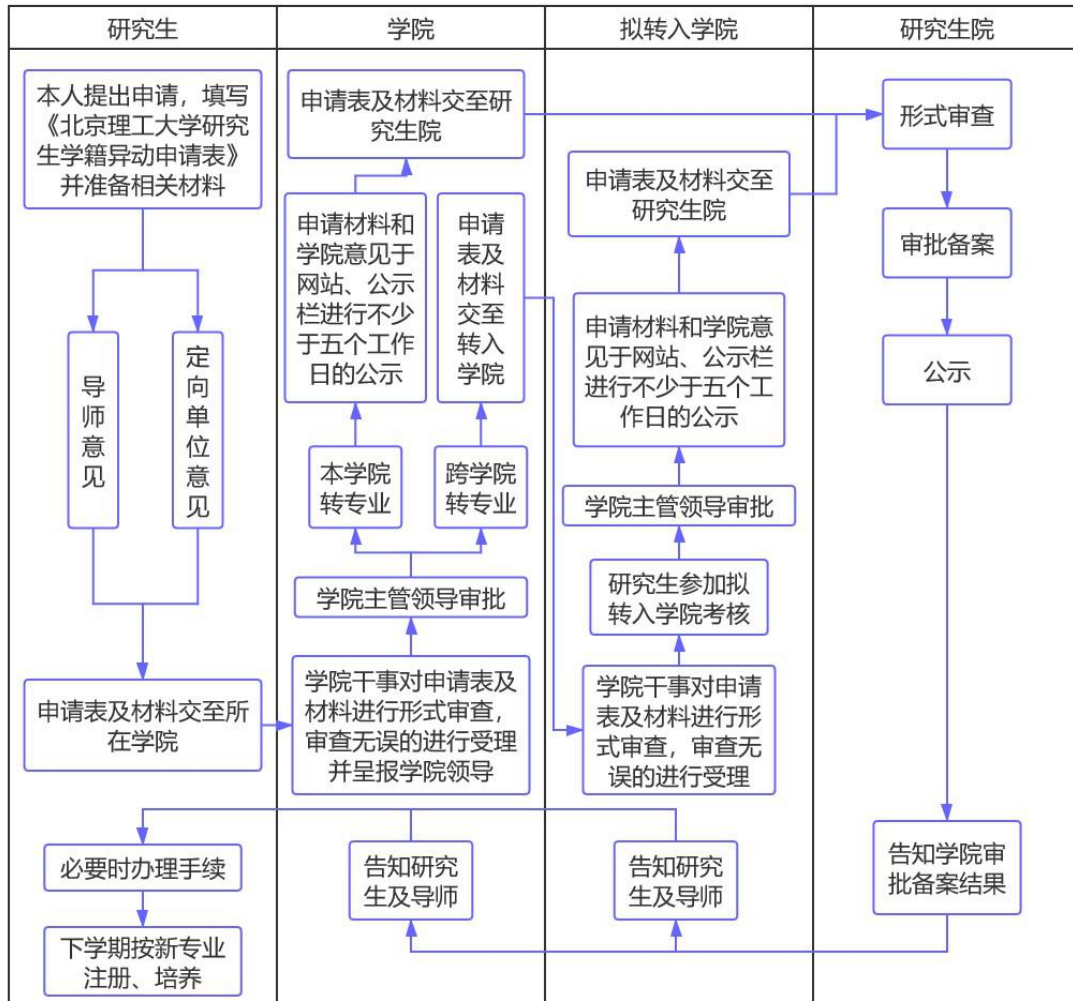 研究生
学院
拟转入学院
研究生院
本人提出申请，填写
《北京理工大学研究
生学籍异动申请表》
并准备相关材料
导
师
意
见
定
向
单
位
意
见
申请表及材料交至所
在学院
必要时办理手续
下学期按新专业
注册、培养
申请表及材料交至研
究生院
申请材料和
学院意见于
网站、公示
栏进行不少
于五个工作
日的公示
申请
表及
材料
交至
转入
学院
本学院
转专业
跨学院
转专业
学院主管领导审批
学院干事对申请表及
材料进行形式审查，
审查无误的进行受理
并呈报学院领导
告知研究
生及导师
申请表及材料交至
研究生院
申请材料和学院意
见于网站、公示栏
进行不少于五个工
作日的公示
学院主管领导审批
研究生参加拟
转入学院考核
学院干事对申请
表及材料进行形
式审查，审查无
误的进行受理
告知研究
生及导师
形式审查
审批备案
公示
告知学院审
批备案结果